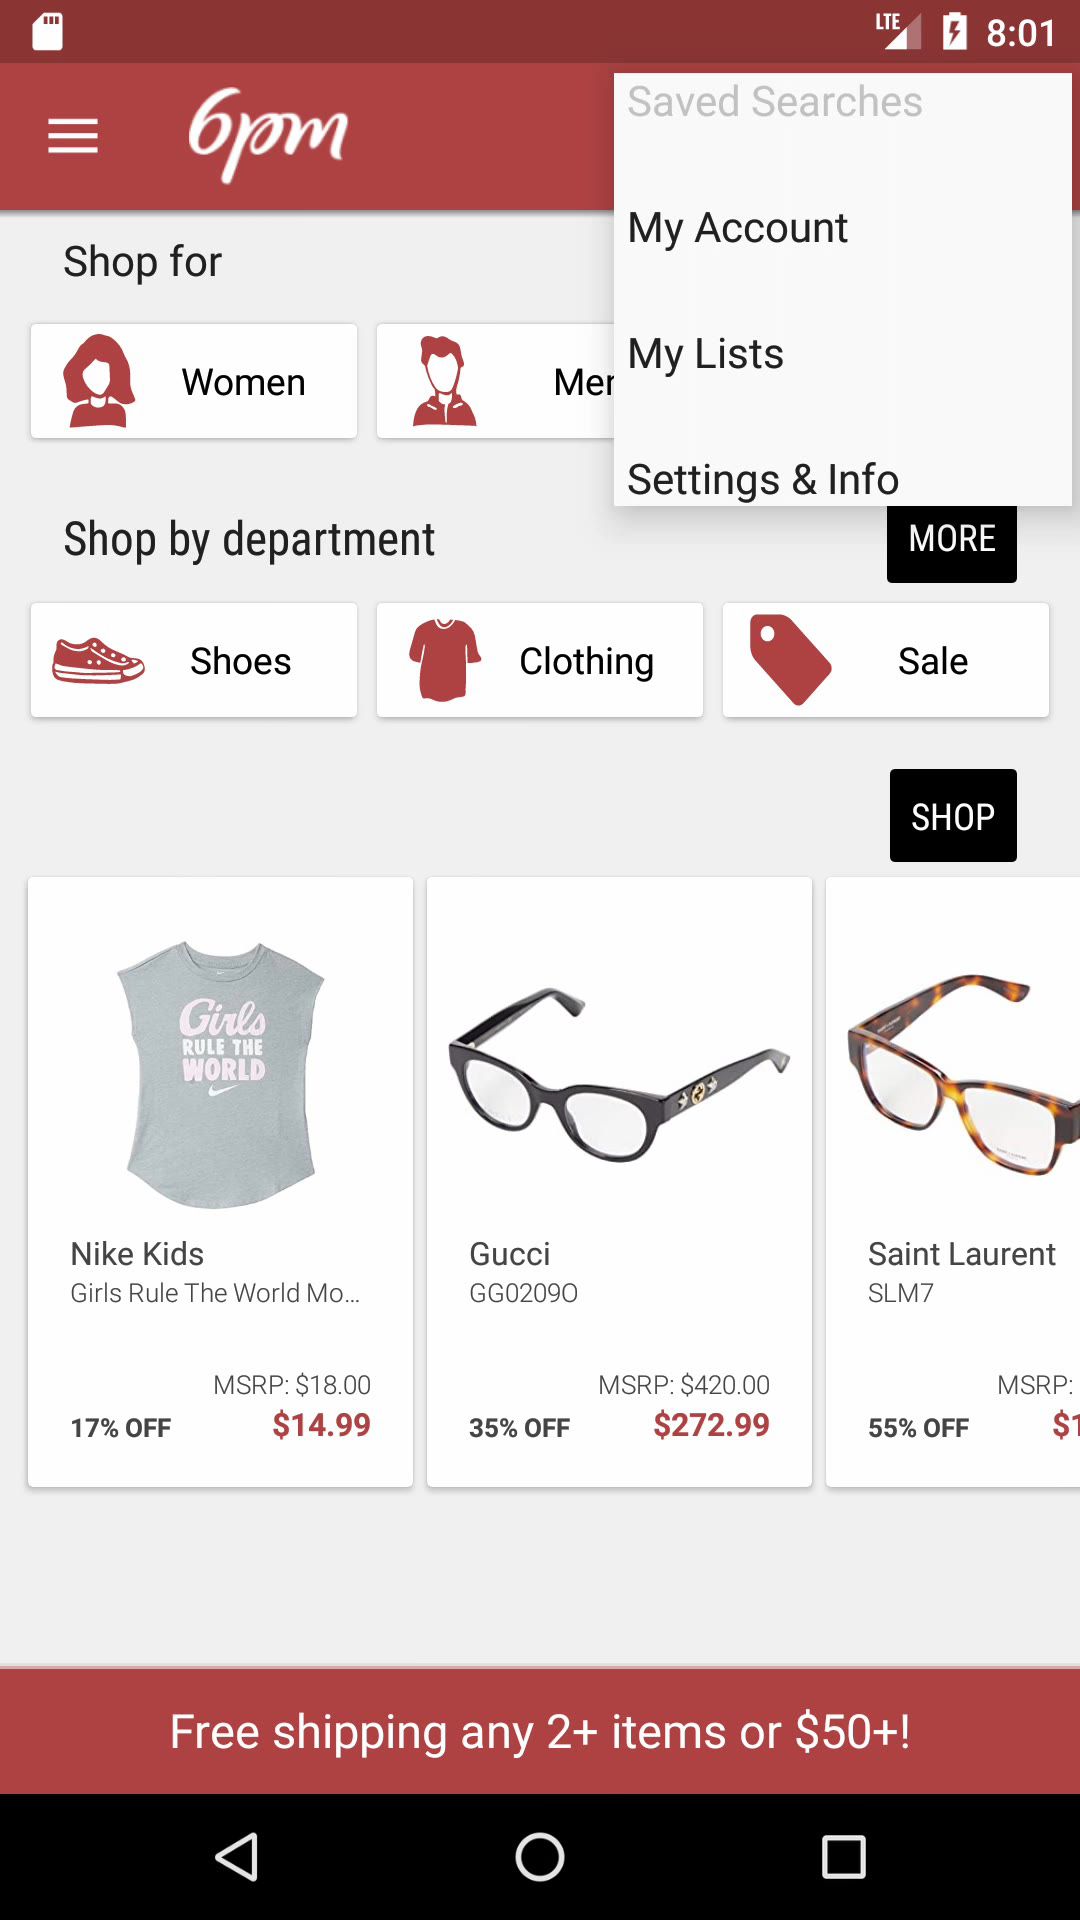 LTE 8:01
6pm
Saved Searches
My Account
My Lists
Settings & Info
Shop for
Women
Men
Shop by department
MORE
Shoes
Clothing
Sale
SHOP
Girls
RULE THE
WORLD
Nike Kids
Girls Rule The World Mo...
MSRP: $18.00
17% OFF $14.99
Gucci
GG0209O
MSRP: $420.00
35% OFF $272.99
Saint Laurent
SLM7
MSRP:
55% OFF $1
Free shipping any 2+ items or $50+!